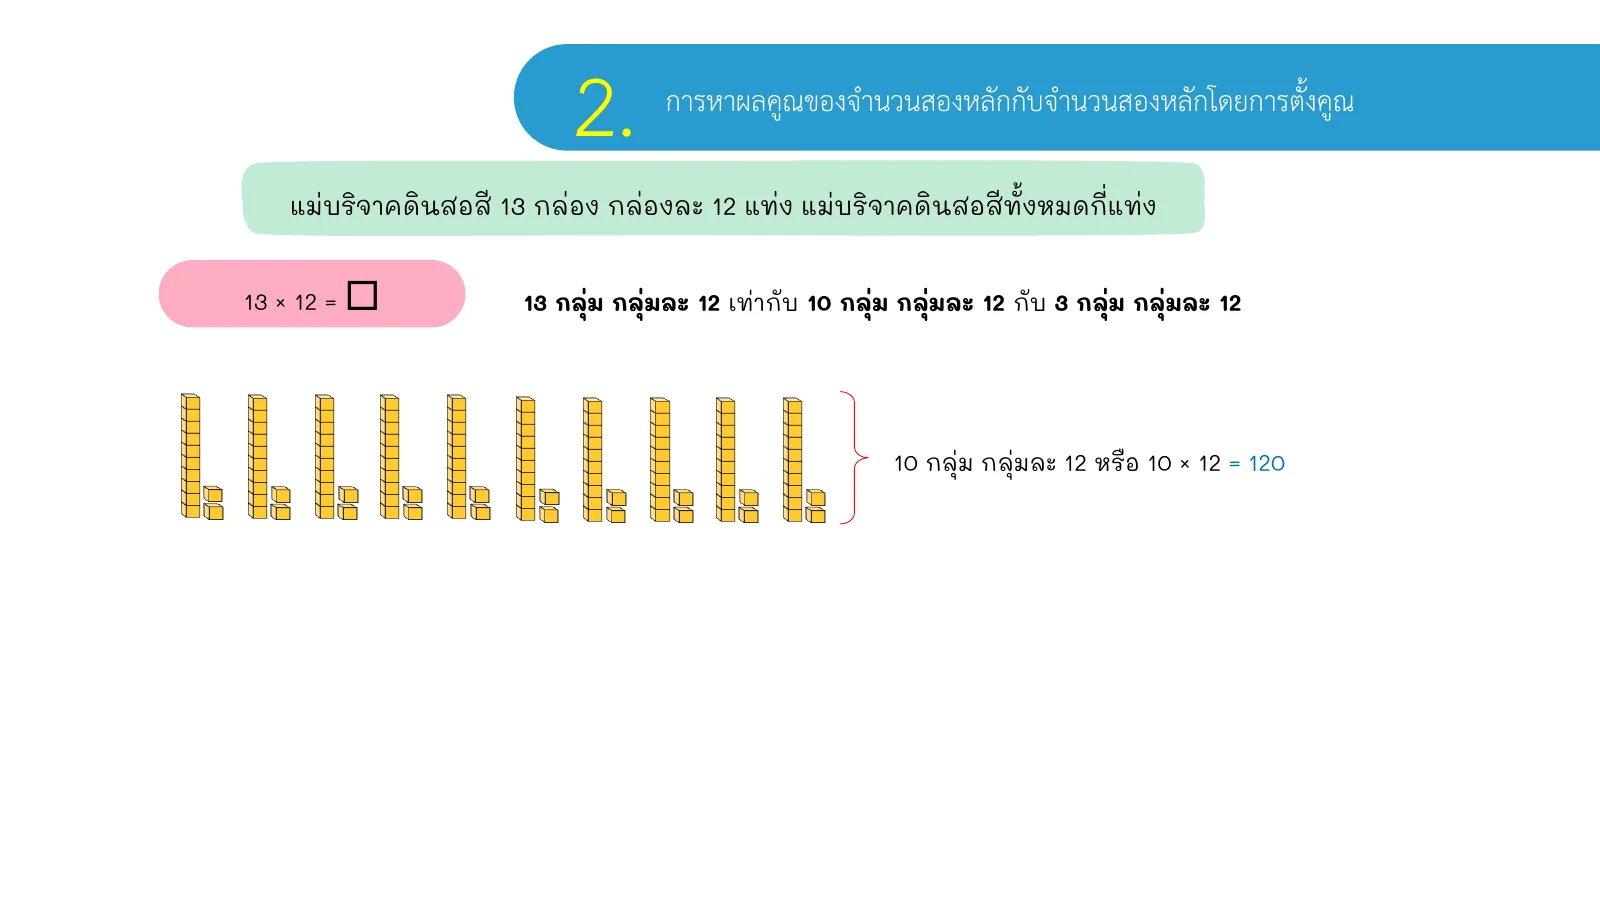 2. การหาผลคูณของจำนวนสองหลักกับจำนวนสองหลักโดยการตั้งคูณ
แม่บริจาคดินสอสี 13 กล่อง กล่องละ 12 แท่ง แม่บริจาคดินสอสีทั้งหมดกี่แท่ง
13 × 12 = □
13 กลุ่ม กลุ่มละ 12 เท่ากับ 10 กลุ่ม กลุ่มละ 12 กับ 3 กลุ่ม กลุ่มละ 12
10 กลุ่ม กลุ่มละ 12 หรือ 10 × 12 = 120